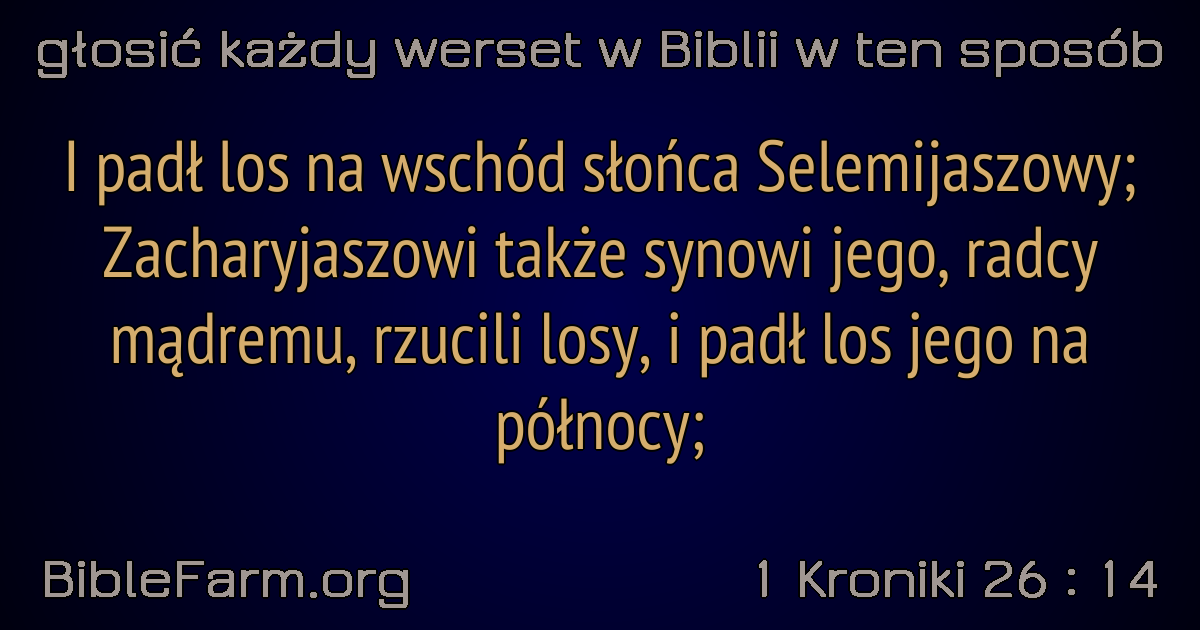 głosić każdy werset w Biblii w ten sposób
I padł los na wschód słońca Selemijaszowy;
Zacharyjaszowi także synowi jego, radcy
mądremu, rzucili losy, i padł los jego na
północy;
BibleFarm.org
1 Kroniki 26 : 14